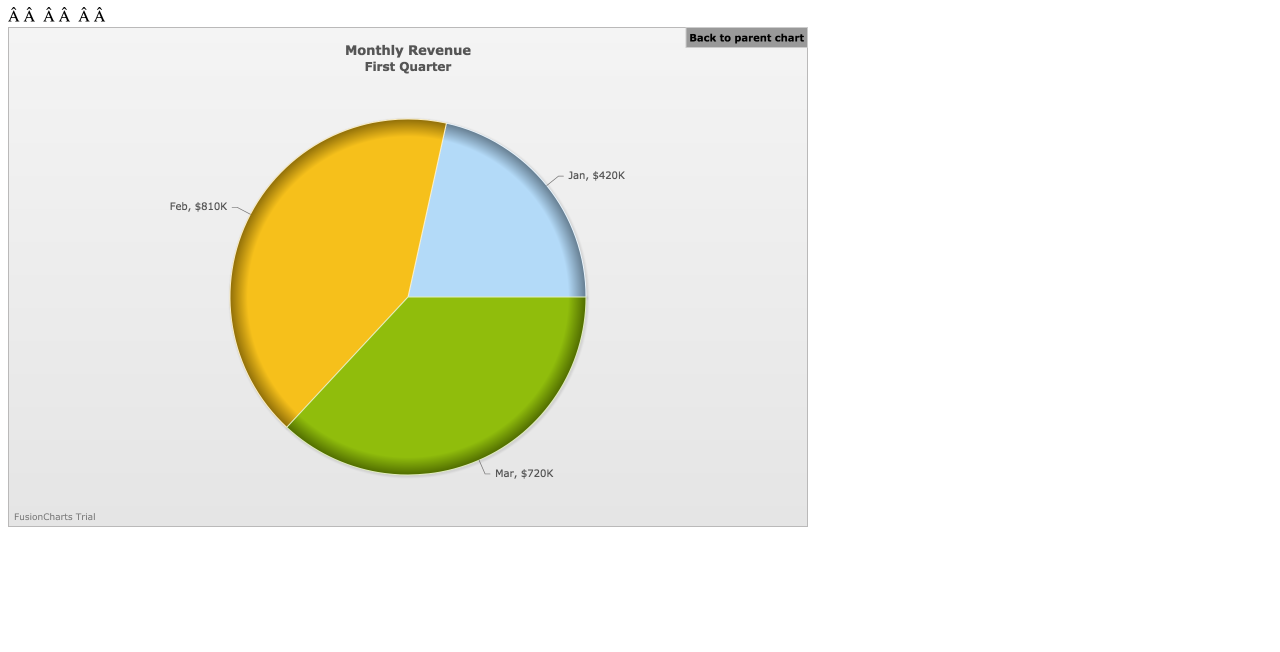 Â Â  Â Â  Â Â
Back to parent chart
Monthly Revenue
First Quarter
Jan, $420K
Feb, $810K
Mar, $720K
FusionCharts Trial